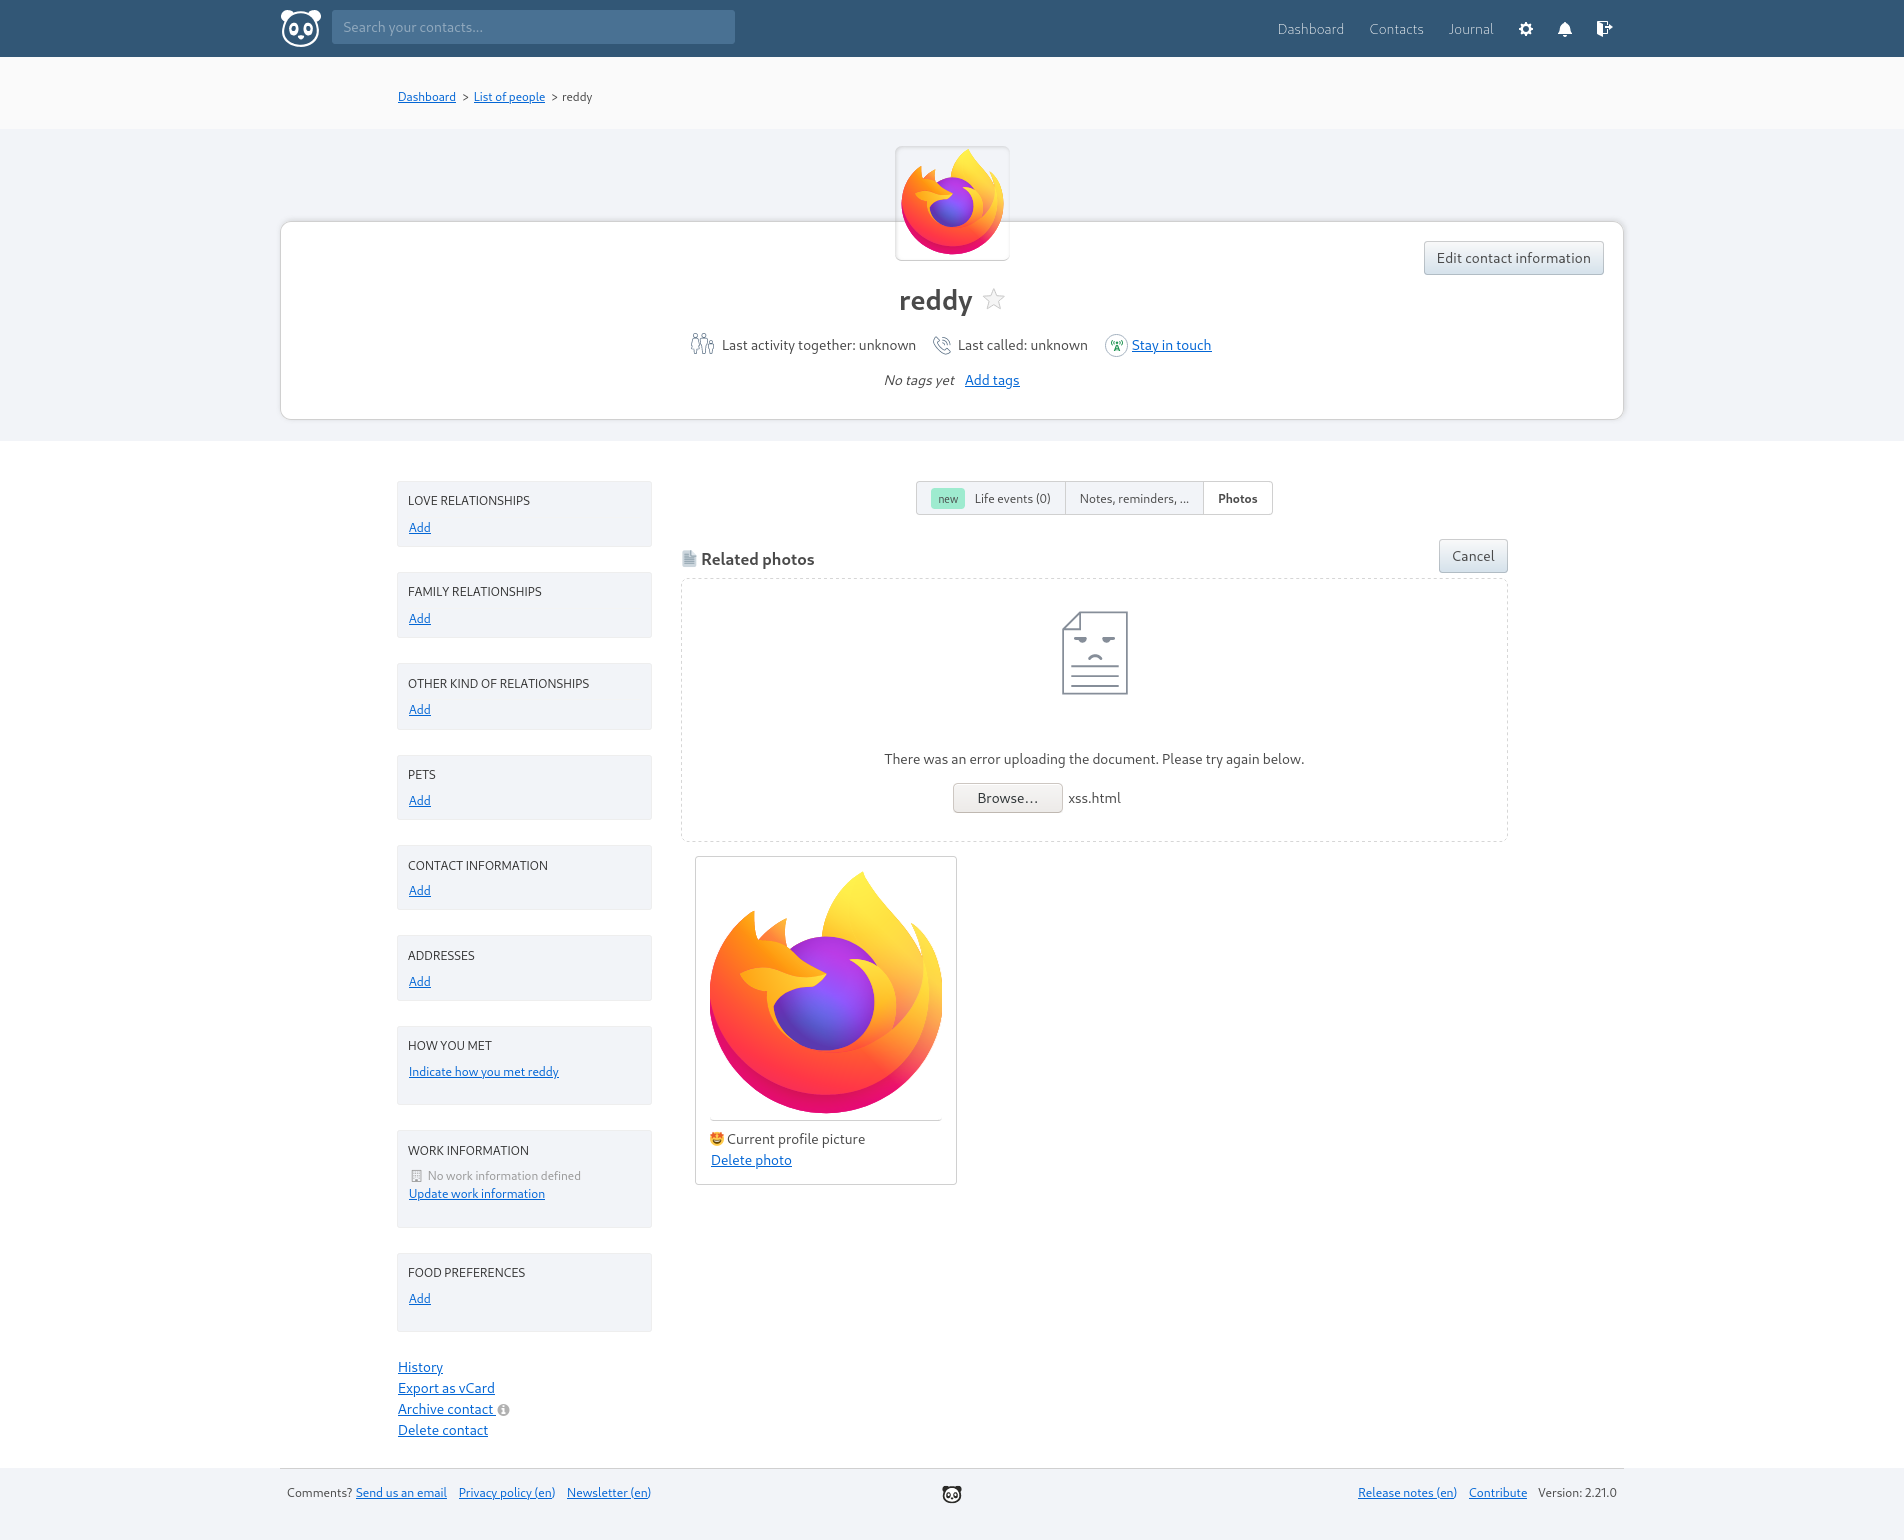 Search your contacts...
Dashboard Contacts Journal
Dashboard > List of people > reddy
Edit contact information
reddy
Last activity together: unknown Last called: unknown Stay in touch
No tags yet Add tags
LOVE RELATIONSHIPS
Add
FAMILY RELATIONSHIPS
Add
OTHER KIND OF RELATIONSHIPS
Add
PETS
Add
CONTACT INFORMATION
Add
ADDRESSES
Add
HOW YOU MET
Indicate how you met reddy
WORK INFORMATION
No work information defined
Update work information
FOOD PREFERENCES
Add
History
Export as vCard
Archive contact
Delete contact
new Life events (0) Notes, reminders, ... Photos
Related photos Cancel
There was an error uploading the document. Please try again below.
Browse... xss.html
Current profile picture
Delete photo
Comments? Send us an email Privacy policy (en) Newsletter (en) Release notes (en) Contribute Version: 2.21.0